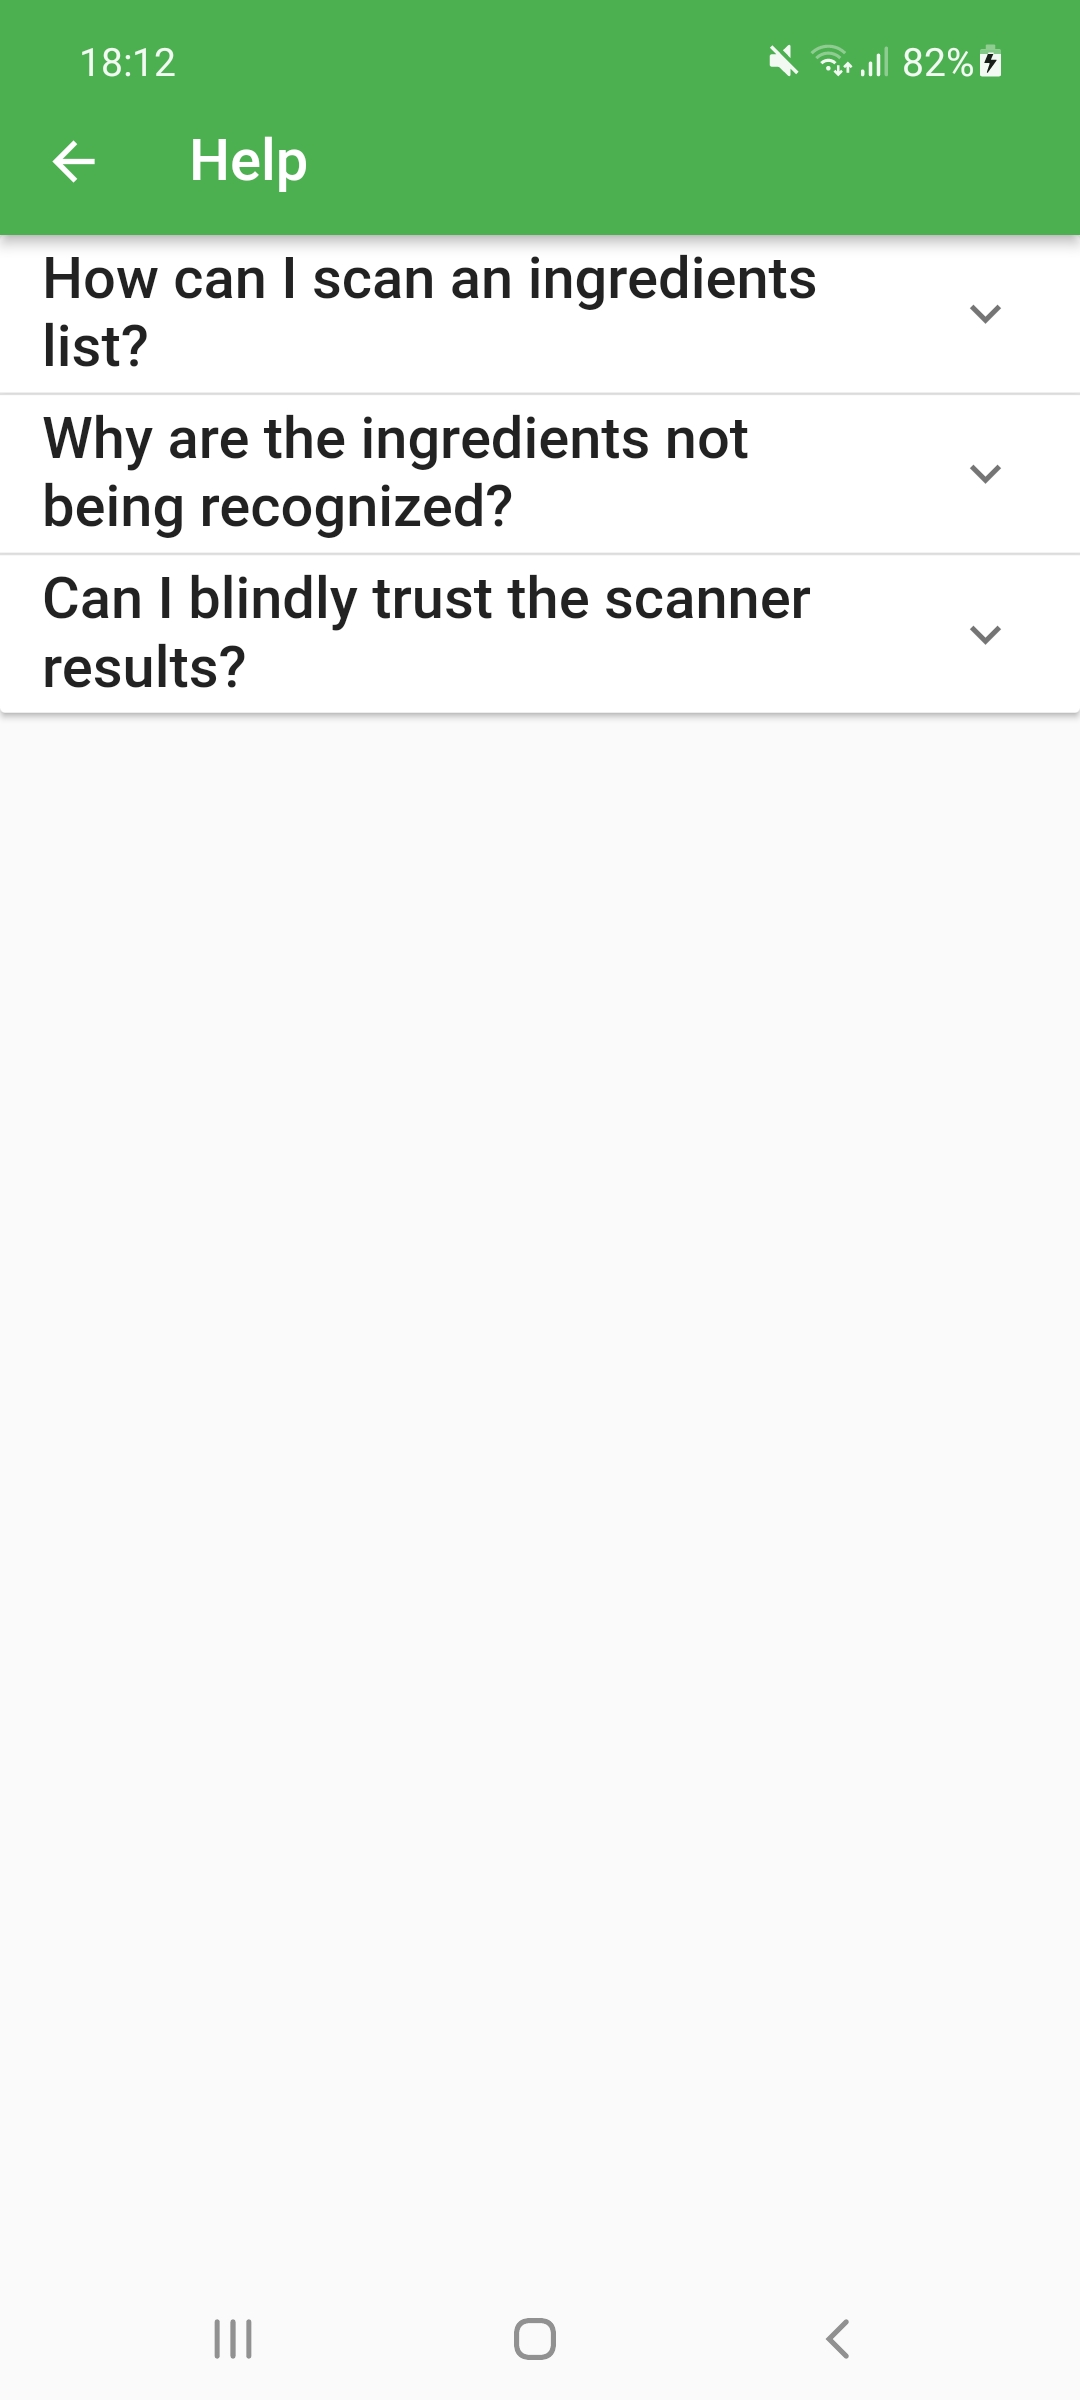 18:12
82%
Help
How can I scan an ingredients
list?
Why are the ingredients not
being recognized?
Can I blindly trust the scanner
results?